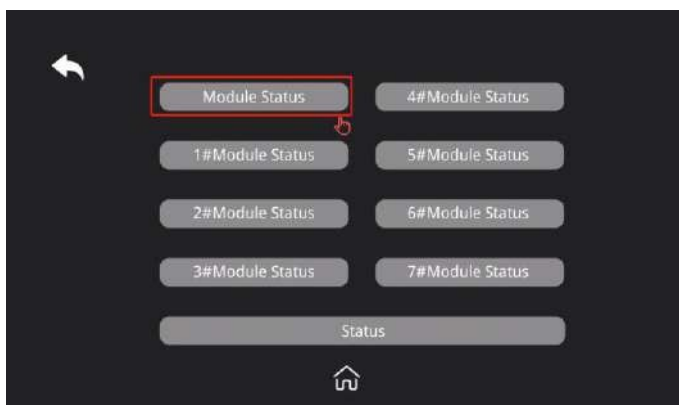 Module Status
4#Module Status
1#Module Status
5#Module Status
2#Module Status
6#Module Status
3#Module Status
7#Module Status
Status